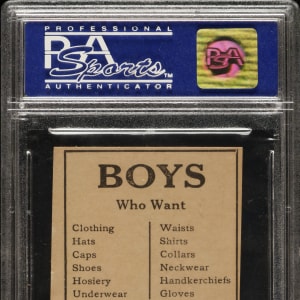 PROFESSIONAL
PSA
Sports™
AUTHENTICATOR
PSA
BOYS
Who Want
Clothing
Hats
Caps
Shoes
Hosiery
Underwear
Waists
Shirts
Collars
Neckwear
Handkerchiefs
Gloves